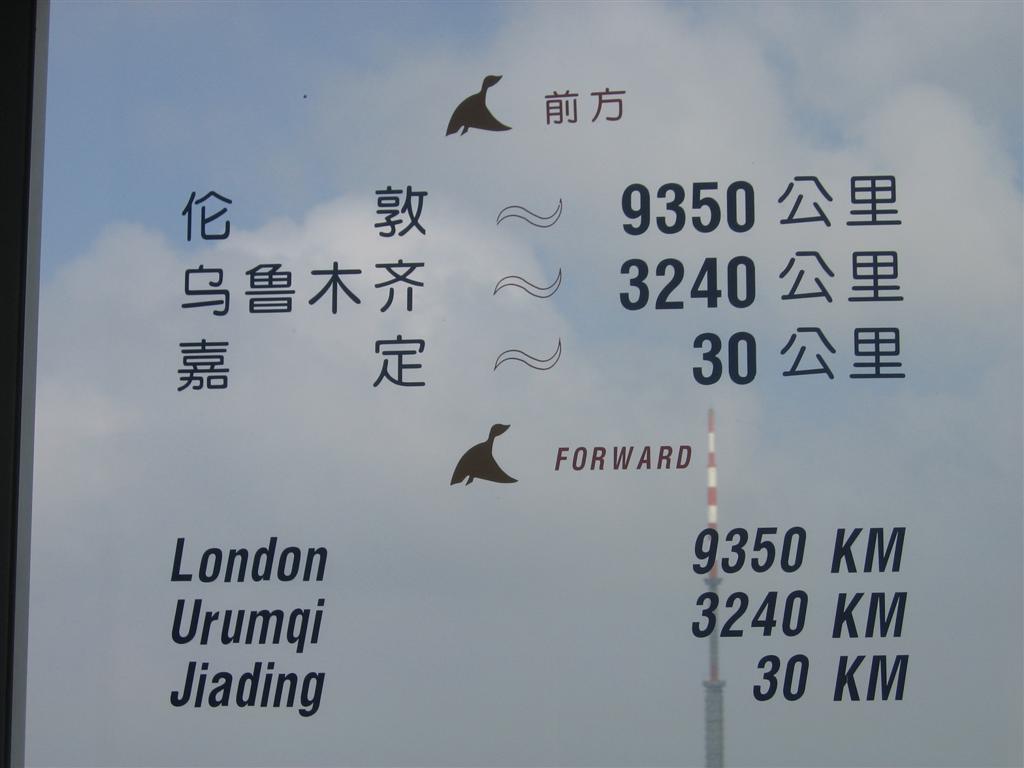 前方
伦敦 9350 公里
乌鲁木齐 3240 公里
嘉定 30 公里
FORWARD
London 9350 KM
Urumqi 3240 KM
Jiading 30 KM